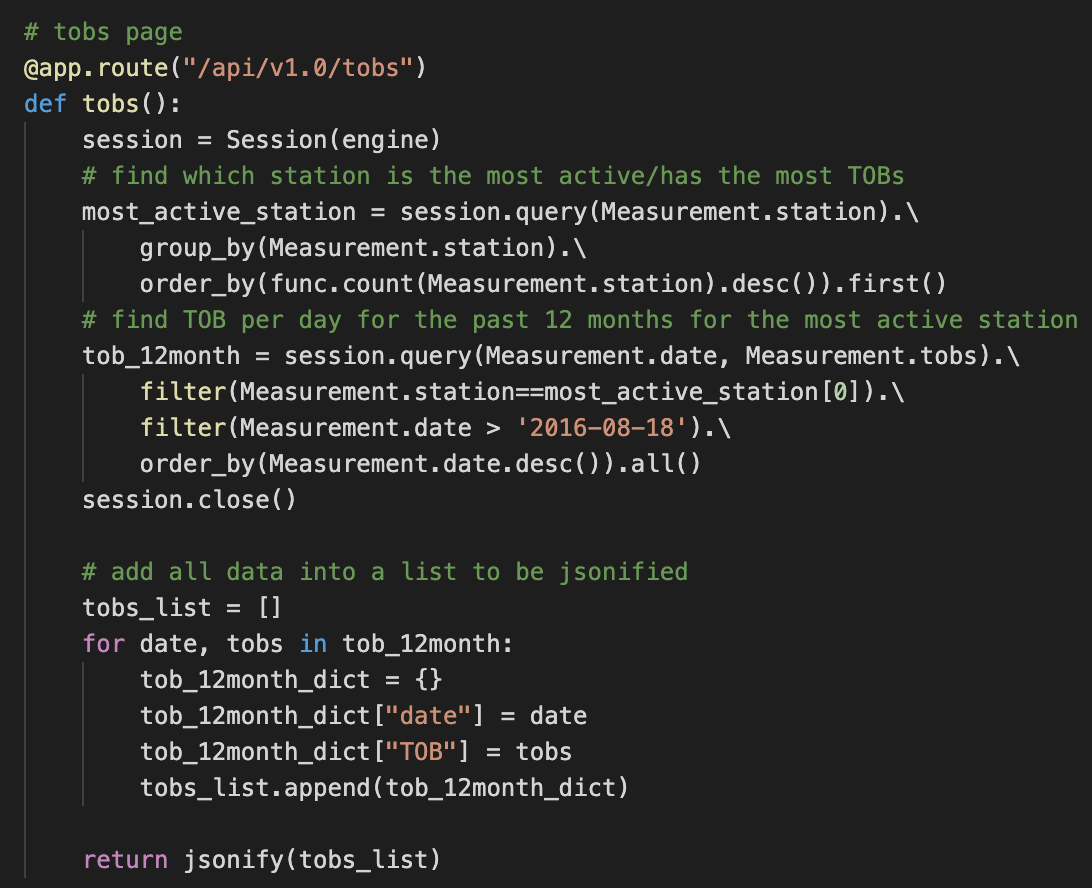 # tobs page
@app.route("/api/v1.0/tobs")
def tobs():
    session = Session(engine)
    # find which station is the most active/has the most TOBs
    most_active_station = session.query(Measurement.station).\
        group_by(Measurement.station).\
        order_by(func.count(Measurement.station).desc()).first()
    # find TOB per day for the past 12 months for the most active station
    tob_12month = session.query(Measurement.date, Measurement.tobs).\
        filter(Measurement.station==most_active_station[0]).\
        filter(Measurement.date > '2016-08-18').\
        order_by(Measurement.date.desc()).all()
    session.close()

    # add all data into a list to be jsonified
    tobs_list = []
    for date, tobs in tob_12month:
        tob_12month_dict = {}
        tob_12month_dict["date"] = date
        tob_12month_dict["TOB"] = tobs
        tobs_list.append(tob_12month_dict)

    return jsonify(tobs_list)